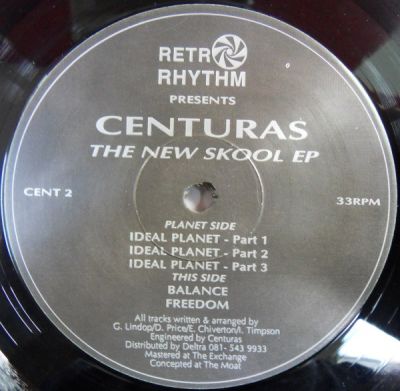 RETRO
RHYTHM
PRESENTS
CENTURAS
THE NEW SKOOL EP
CENT 2
33RPM
PLANET SIDE
IDEAL PLANET - Part 1
IDEAL PLANET - Part 2
IDEAL PLANET - Part 3
THIS SIDE
BALANCE
FREEDOM
All tracks written & arranged by
G. Lindop/D. Price/E. Chiverton/I. Timpson
Engineered by Centuras
Distributed by Deltra 081- 543 9933
Mastered at The Exchange
Concepted at The Moat